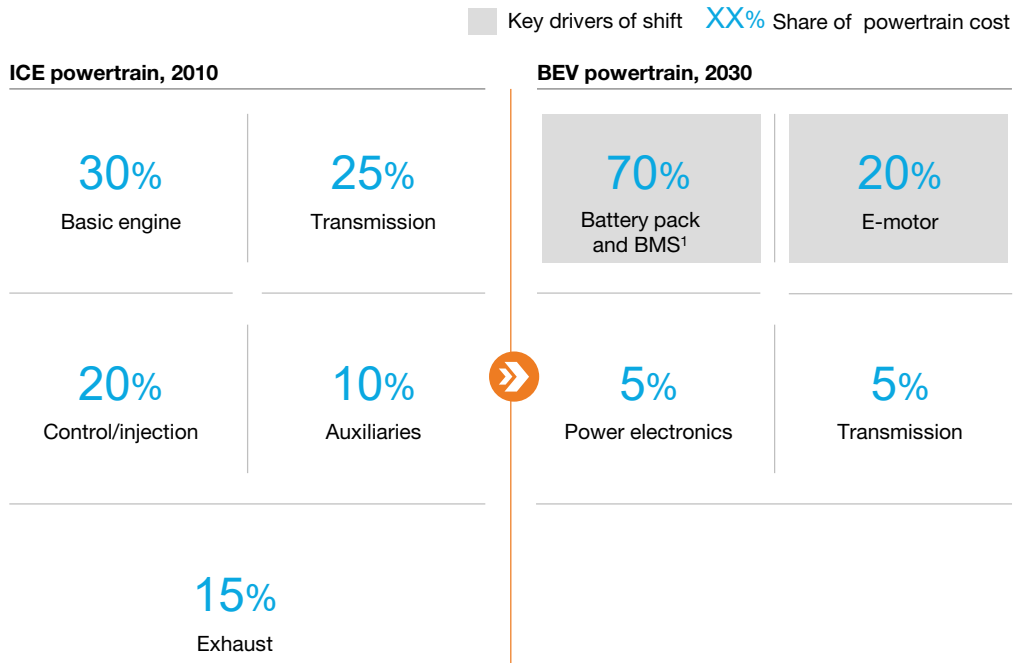 Key drivers of shift XX% Share of powertrain cost
ICE powertrain, 2010
30%
Basic engine
25%
Transmission
20%
Control/injection
10%
Auxiliaries
15%
Exhaust
BEV powertrain, 2030
70%
Battery pack
and BMS¹
20%
E-motor
5%
Power electronics
5%
Transmission